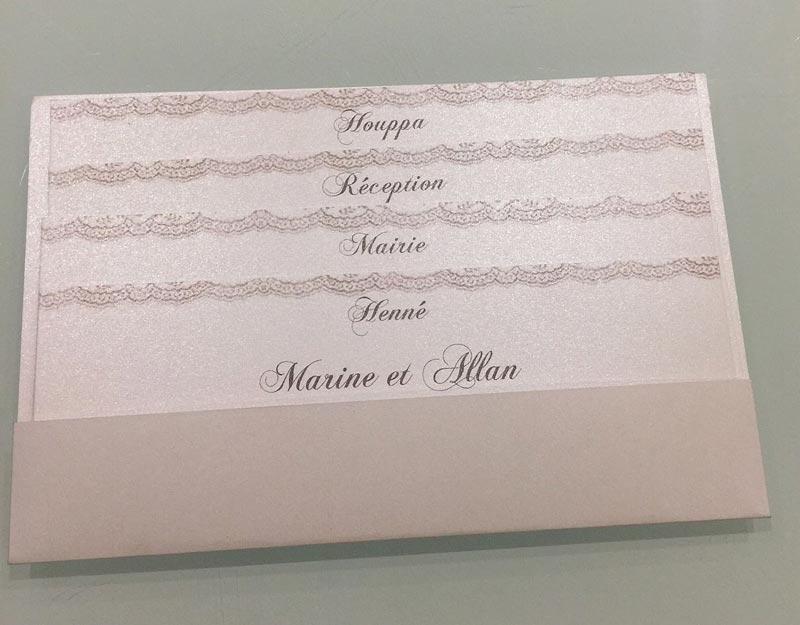 Houppa
Réception
Mairie
Henné
Marine et Allan